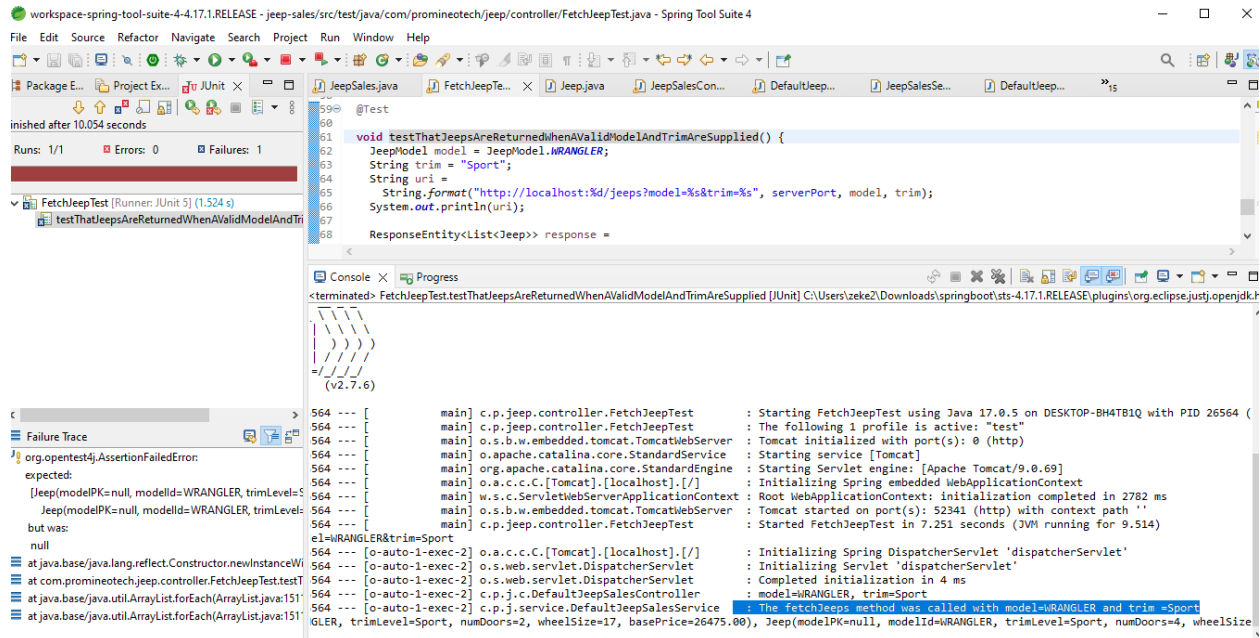 workspace-spring-tool-suite-4-4.17.1.RELEASE - jeep-sales/src/test/java/com/promineotech/jeep/controller/FetchJeepTest.java - Spring Tool Suite 4
File Edit Source Refactor Navigate Search Project Run Window Help
Package E... Project Ex... JUnit
JeepSales.java FetchJeepTe... Jeep.java JeepSalesCon... DefaultJeep... JeepSalesSe... DefaultJeep... »15
inished after 10.054 seconds
Runs: 1/1 Errors: 0 Failures: 1
FetchJeepTest [Runner: JUnit 5] (1.524 s)
testThatJeepsAreReturnedWhenAValidModelAndTri
59 @Test
60
61 void testThatJeepsAreReturnedWhenAValidModelAndTrimAreSupplied() {
62 JeepModel model = JeepModel.WRANGLER;
63 String trim = "Sport";
64 String uri =
65 String.format("http://localhost:%d/jeeps?model=%s&trim=%s", serverPort, model, trim);
66 System.out.println(uri);
67
68 ResponseEntity<List<Jeep>> response =
Console Progress
<terminated> FetchJeepTest.testThatJeepsAreReturnedWhenAValidModelAndTrimAreSupplied [JUnit] C:\Users\zeke2\Downloads\springboot\sts-4.17.1.RELEASE\plugins\org.eclipse.justj.openjdk.h
\ \ \ \
| \ \ \ \
| ) ) ) )
| / / / /
=/_/_/_/
(v2.7.6)
564 --- [ main] c.p.jeep.controller.FetchJeepTest : Starting FetchJeepTest using Java 17.0.5 on DESKTOP-BH4TB1Q with PID 26564 (
564 --- [ main] c.p.jeep.controller.FetchJeepTest : The following 1 profile is active: "test"
564 --- [ main] o.s.b.w.embedded.tomcat.TomcatWebServer : Tomcat initialized with port(s): 0 (http)
564 --- [ main] o.apache.catalina.core.StandardService : Starting service [Tomcat]
564 --- [ main] org.apache.catalina.core.StandardEngine : Starting Servlet engine: [Apache Tomcat/9.0.69]
564 --- [ main] o.a.c.c.C.[Tomcat].[localhost].[/] : Initializing Spring embedded WebApplicationContext
564 --- [ main] w.s.c.ServletWebServerApplicationContext : Root WebApplicationContext: initialization completed in 2782 ms
564 --- [ main] o.s.b.w.embedded.tomcat.TomcatWebServer : Tomcat started on port(s): 52341 (http) with context path ''
564 --- [ main] c.p.jeep.controller.FetchJeepTest : Started FetchJeepTest in 7.251 seconds (JVM running for 9.514)
el=WRANGLER&trim=Sport
564 --- [o-auto-1-exec-2] o.a.c.c.C.[Tomcat].[localhost].[/] : Initializing Spring DispatcherServlet 'dispatcherServlet'
564 --- [o-auto-1-exec-2] o.s.web.servlet.DispatcherServlet : Initializing Servlet 'dispatcherServlet'
564 --- [o-auto-1-exec-2] o.s.web.servlet.DispatcherServlet : Completed initialization in 4 ms
564 --- [o-auto-1-exec-2] c.p.j.c.DefaultJeepSalesController : model=WRANGLER, trim=Sport
564 --- [o-auto-1-exec-2] c.p.j.service.DefaultJeepSalesService : The fetchJeeps method was called with model=WRANGLER and trim =Sport
GLER, trimLevel=Sport, numDoors=2, wheelSize=17, basePrice=26475.00), Jeep(modelPK=null, modelId=WRANGLER, trimLevel=Sport, numDoors=4, wheelSize
Failure Trace
org.opentest4j.AssertionFailedError:
expected:
[Jeep(modelPK=null, modelId=WRANGLER, trimLevel=S
Jeep(modelPK=null, modelId=WRANGLER, trimLevel=
but was:
null
at java.base/java.lang.reflect.Constructor.newInstanceWi
at com.promineotech.jeep.controller.FetchJeepTest.testT
at java.base/java.util.ArrayList.forEach(ArrayList.java:151
at java.base/java.util.ArrayList.forEach(ArrayList.java:151